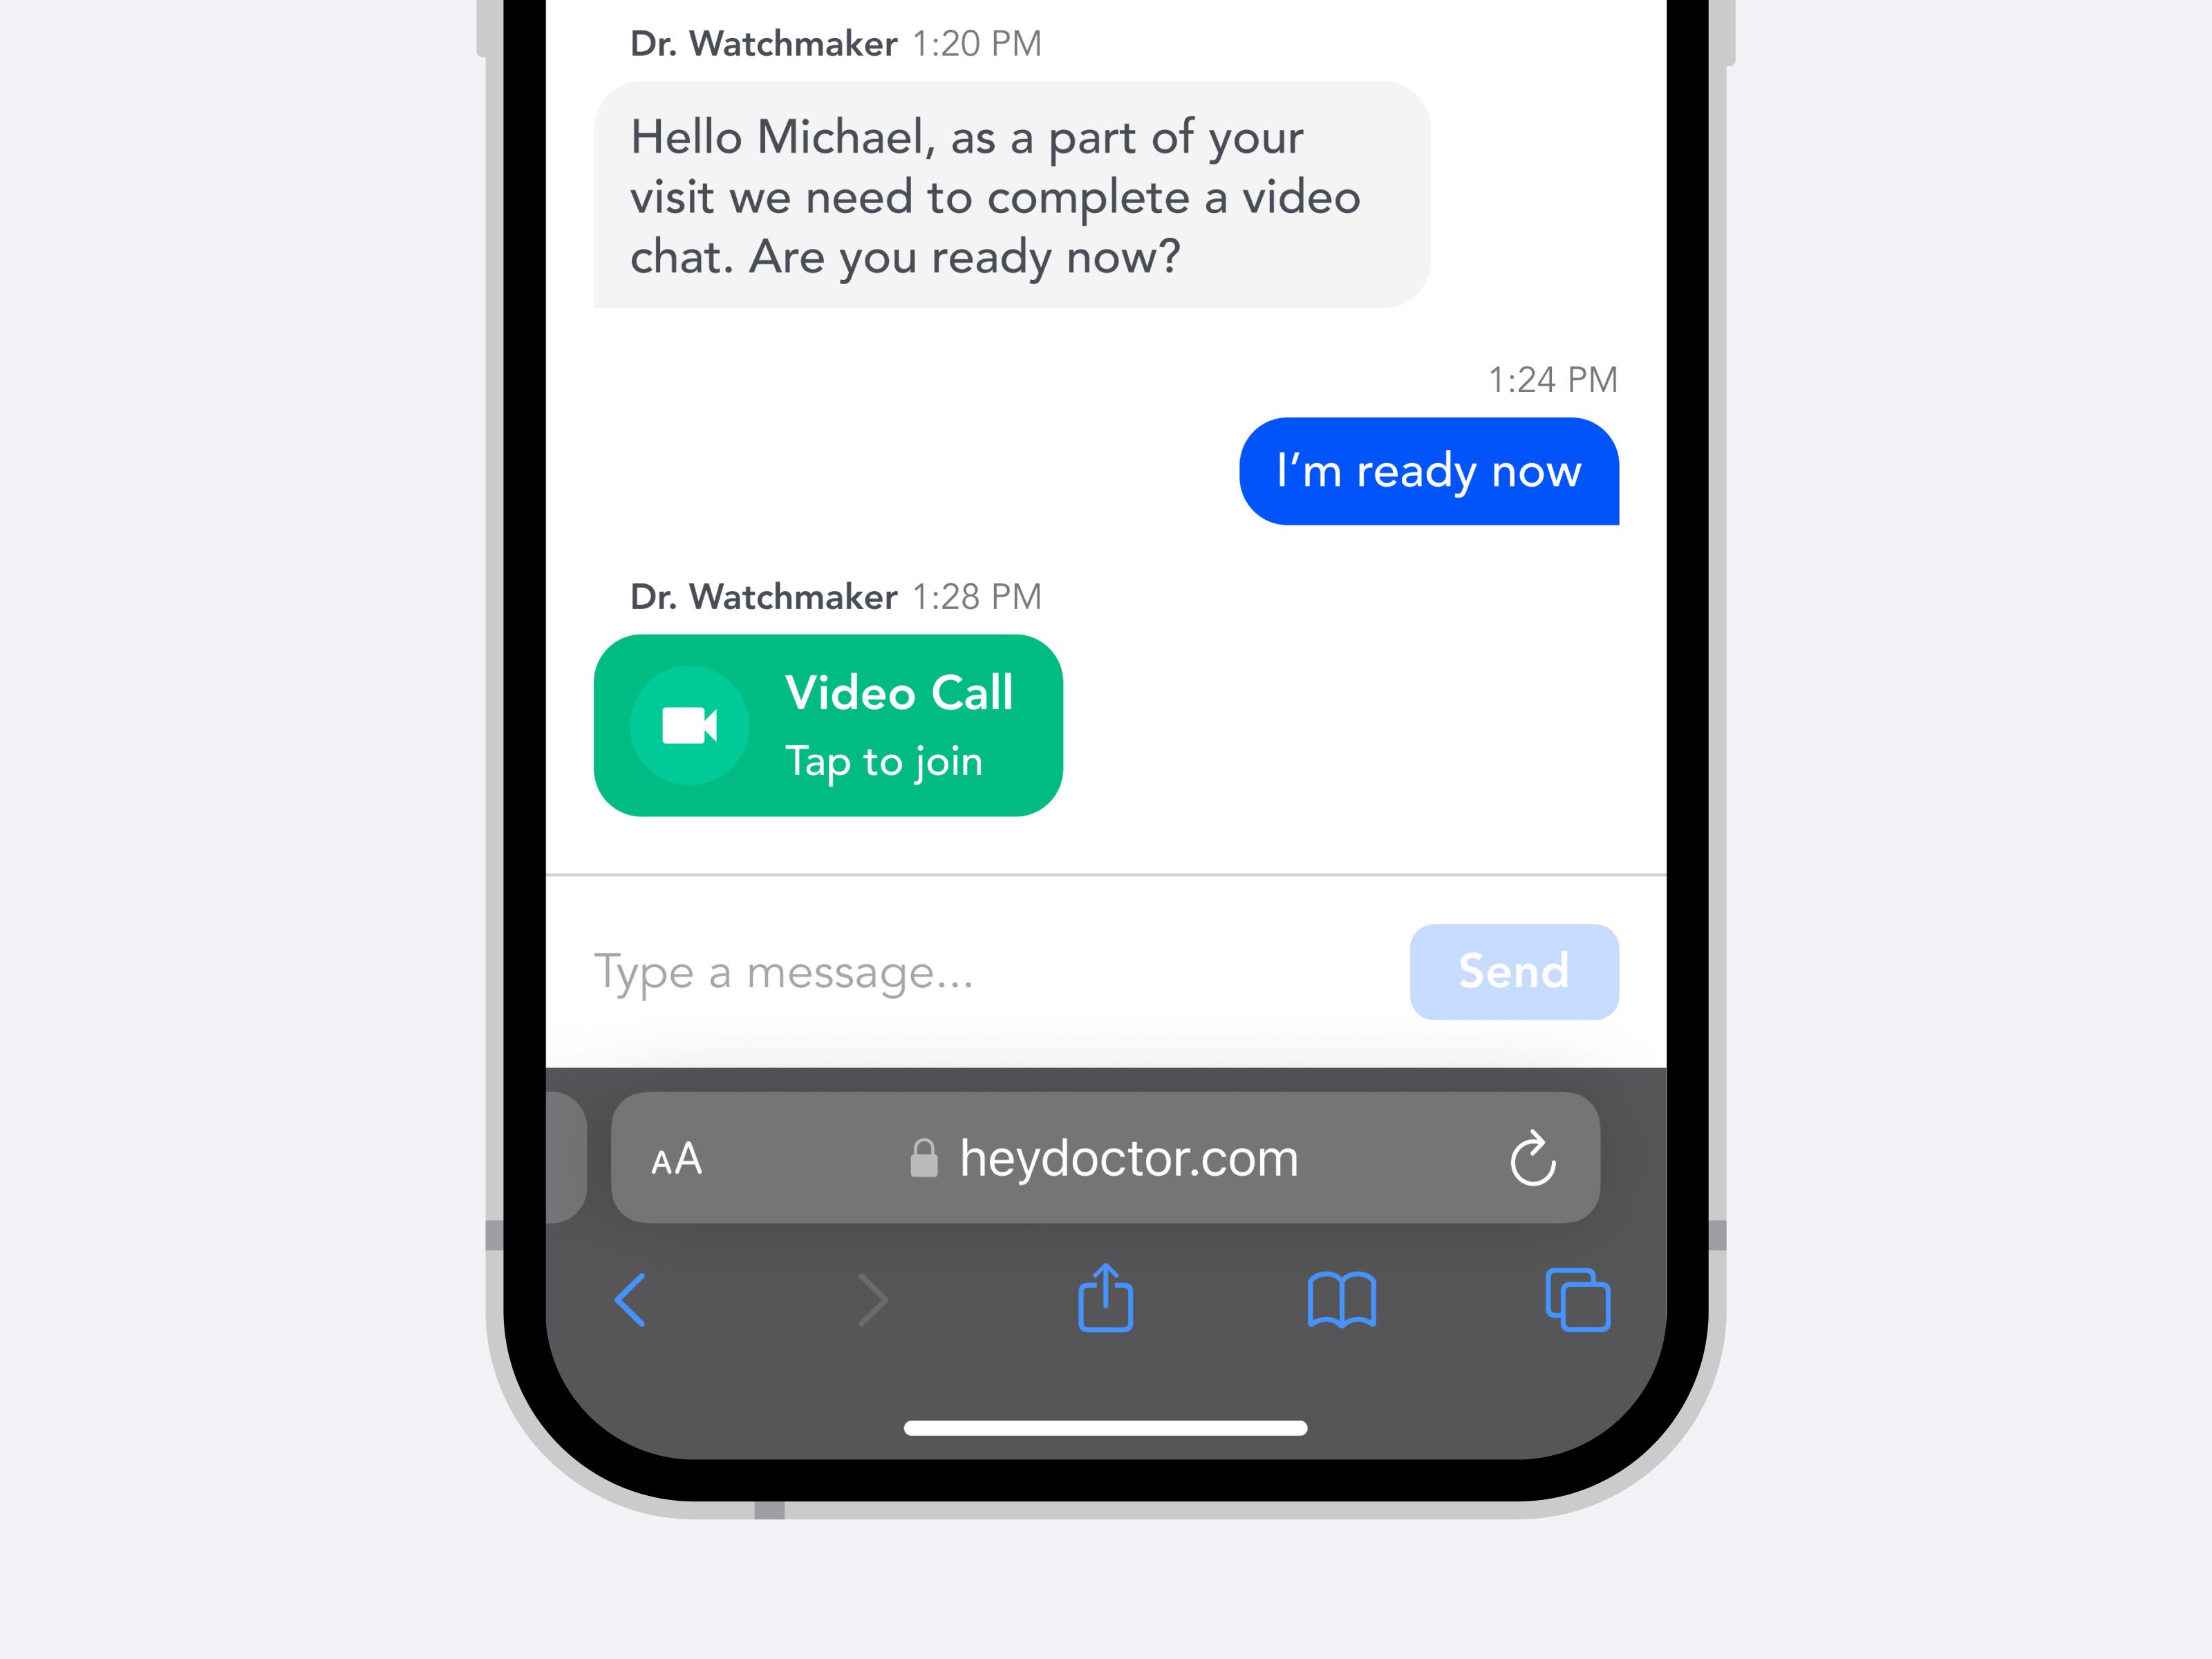 Dr. Watchmaker 1:20 PM
Hello Michael, as a part of your
visit we need to complete a video
chat. Are you ready now?
1:24 PM
I’m ready now
Dr. Watchmaker 1:28 PM
Video Call
Tap to join
Type a message...
Send
AA heydoctor.com